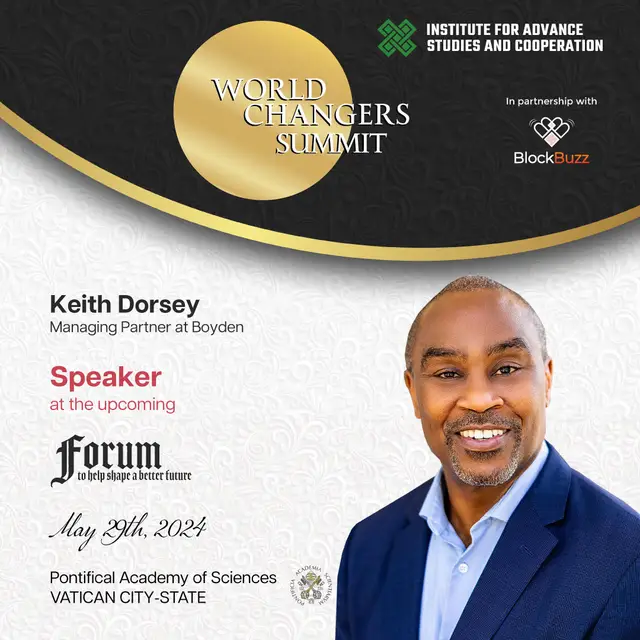 INSTITUTE FOR ADVANCE
STUDIES AND COOPERATION
WORLD
CHANGERS
SUMMIT
In partnership with
BlockBuzz
Keith Dorsey
Managing Partner at Boyden
Speaker
at the upcoming
Forum
to help shape a better future
May 29th, 2024
Pontifical Academy of Sciences
VATICAN CITY-STATE